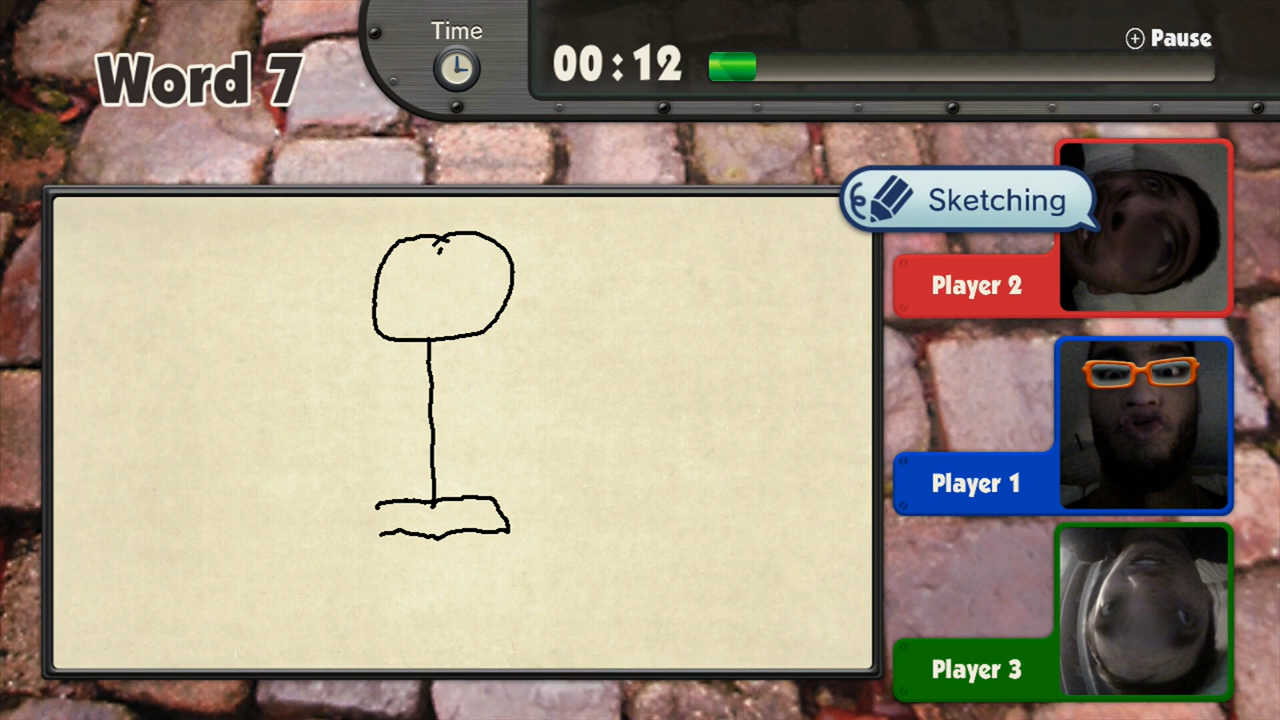 Word 7
Time
00:12
Pause
Sketching
Player 2
Player 1
Player 3